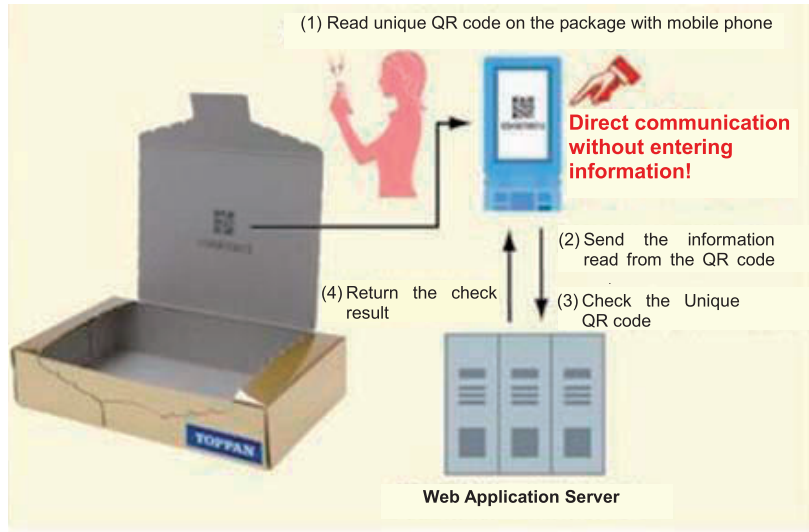 (1) Read unique QR code on the package with mobile phone
Direct communication
without entering
information!
(2) Send the information
read from the QR code
(3) Check the Unique
QR code
(4) Return the check
result
TOPPAN
Web Application Server